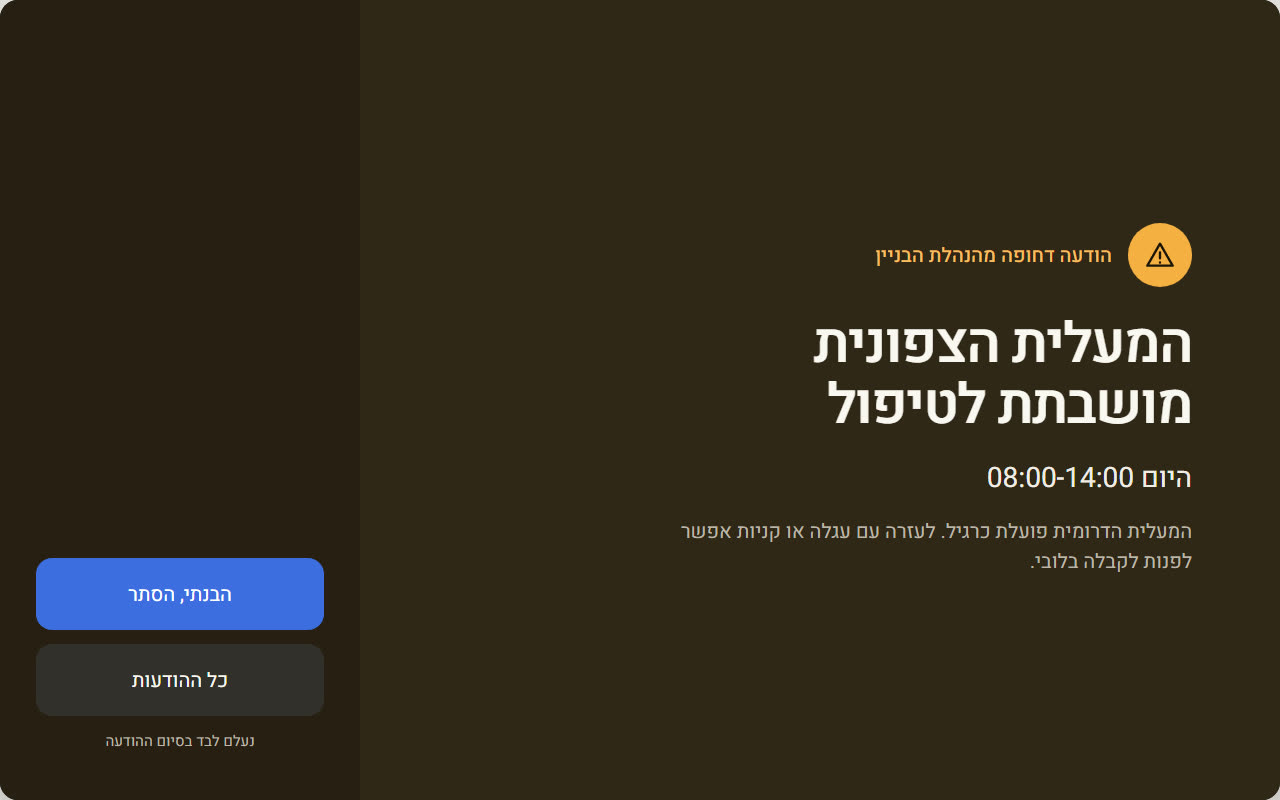 הודעה דחופה מהנהלת הבניין
המעלית הצפונית
מושבתת לטיפול
היום 08:00-14:00
המעלית הדרומית פועלת כרגיל. לעזרה עם עגלה או קניות אפשר
לפנות לקבלה בלובי.
הבנתי, הסתר
כל ההודעות
נעלם לבד בסיום ההודעה